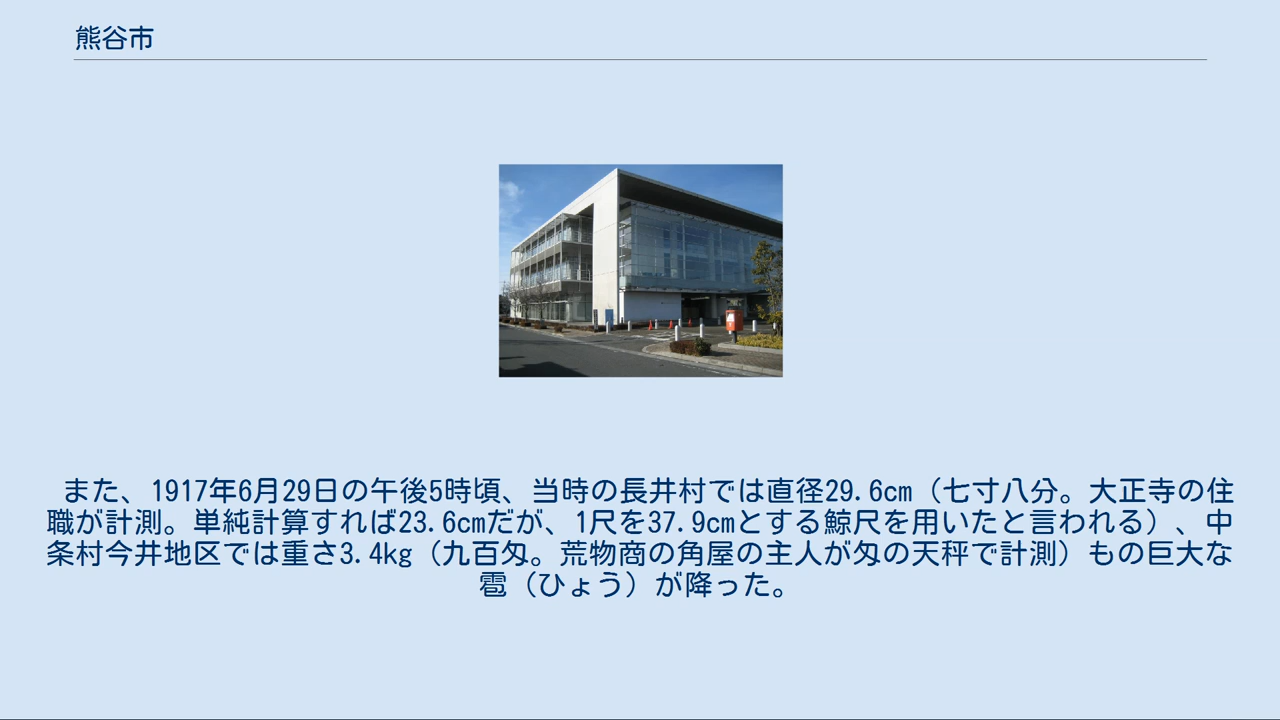 熊谷市
また、1917年6月29日の午後5時頃、当時の長井村では直径29.6cm（七寸八分。大正寺の住
職が計測。単純計算すれば23.6cmだが、1尺を37.9cmとする鯨尺を用いたと言われる）、中
条村今井地区では重さ3.4kg（九百匁。荒物商の角屋の主人が匁の天秤で計測）もの巨大な
雹（ひょう）が降った。